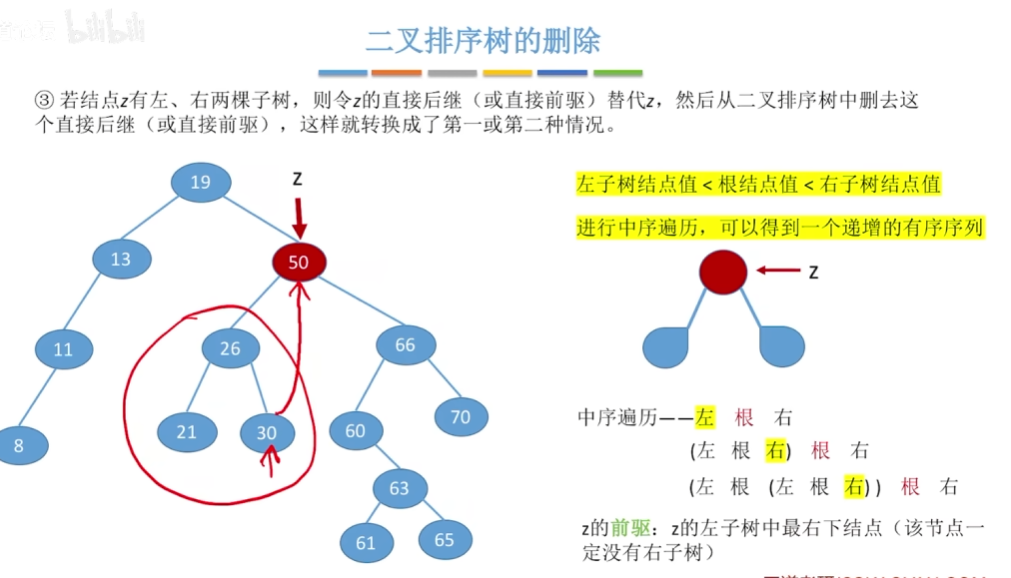 bilibili
二叉排序树的删除
③ 若结点z有左、右两棵子树，则令z的直接后继（或直接前驱）替代z，然后从二叉排序树中删去这
个直接后继（或直接前驱），这样就转换成了第一或第二种情况。
19
Z
13
50
11
26
66
8
21
30
60
70
63
61
65
左子树结点值 < 根结点值 < 右子树结点值
进行中序遍历，可以得到一个递增的有序序列
Z
中序遍历——左 根 右
(左 根 右) 根 右
(左 根 (左 根 右) ) 根 右
z的前驱：z的左子树中最右下结点（该节点一
定没有右子树）